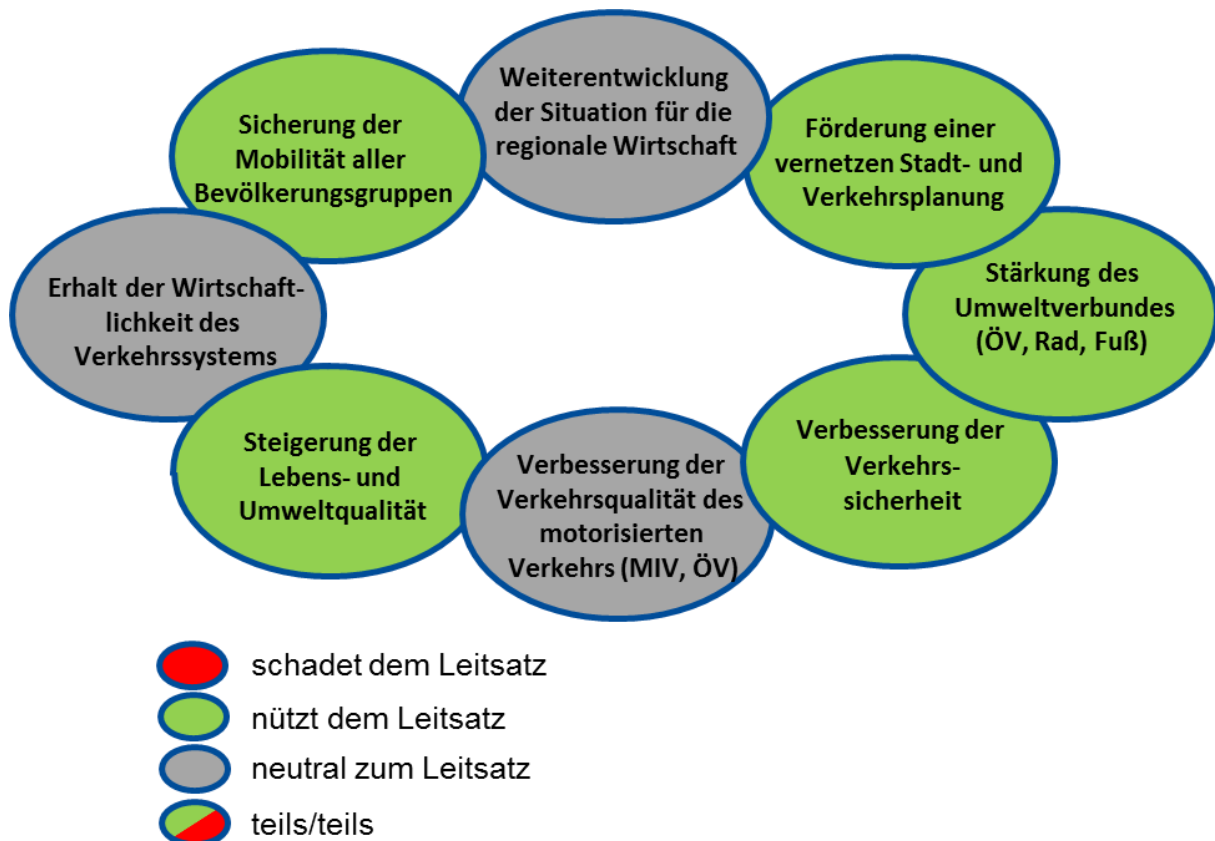 Weiterentwicklung
der Situation für die
regionale Wirtschaft
Sicherung der
Mobilität aller
Bevölkerungsgruppen
Förderung einer
vernetzen Stadt- und
Verkehrsplanung
Erhalt der Wirtschaft-
lichkeit des
Verkehrssystems
Stärkung des
Umweltverbundes
(ÖV, Rad, Fuß)
Steigerung der
Lebens- und
Umweltqualität
Verbesserung der
Verkehrsqualität des
motorisierten
Verkehrs (MIV, ÖV)
Verbesserung der
Verkehrs-
sicherheit
schadet dem Leitsatz
nützt dem Leitsatz
neutral zum Leitsatz
teils/teils